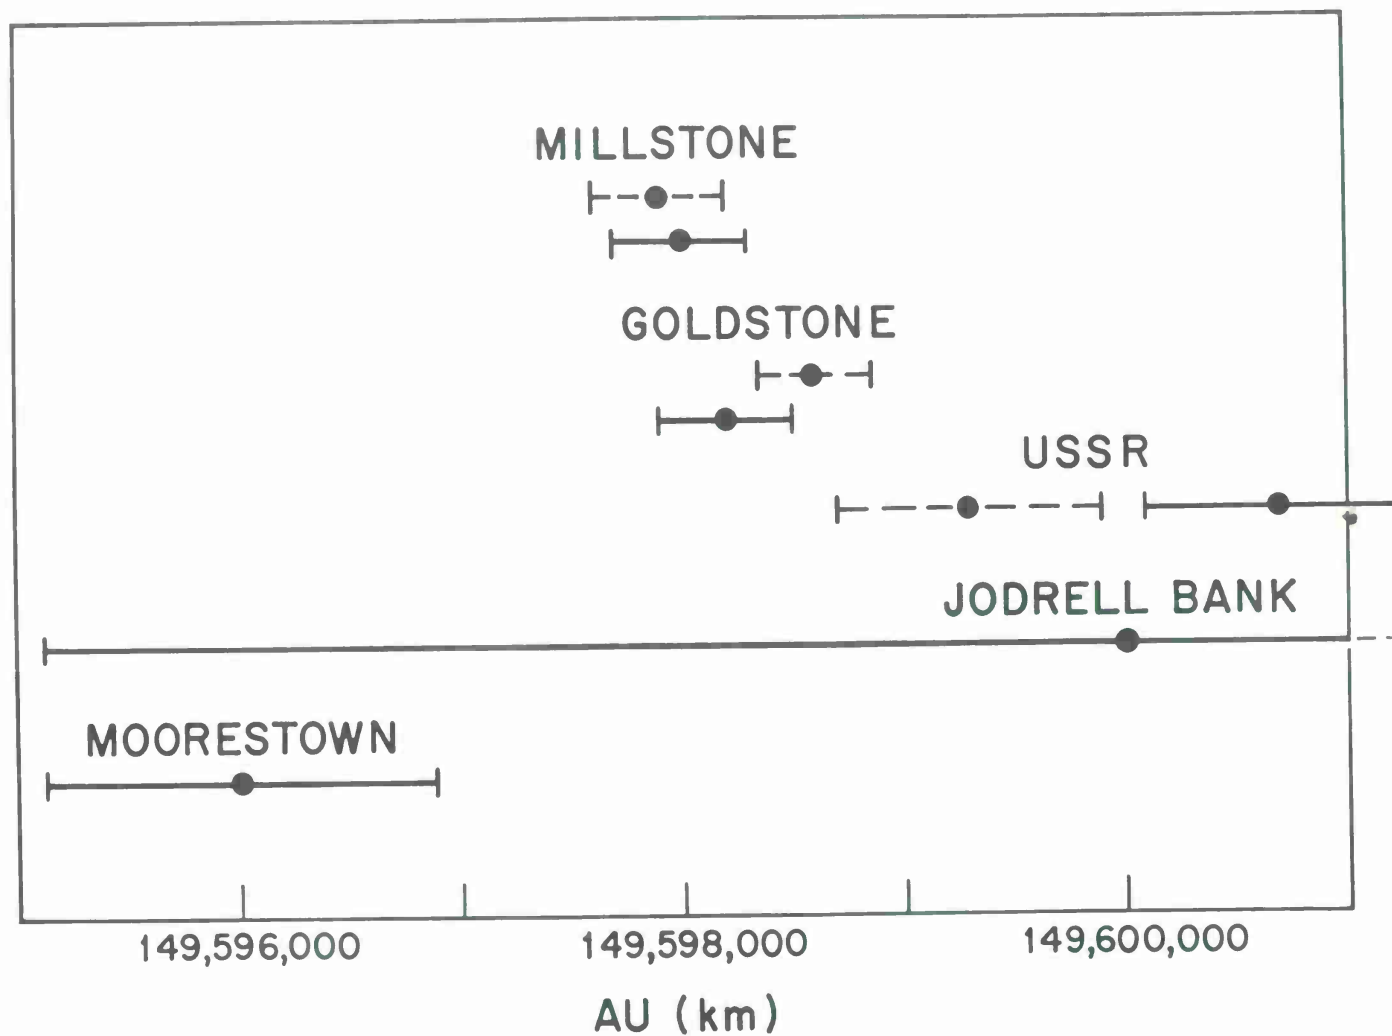 MILLSTONE
GOLDSTONE
USSR
JODRELL BANK
MOORESTOWN
149,596,000 149,598,000 149,600,000
AU (km)